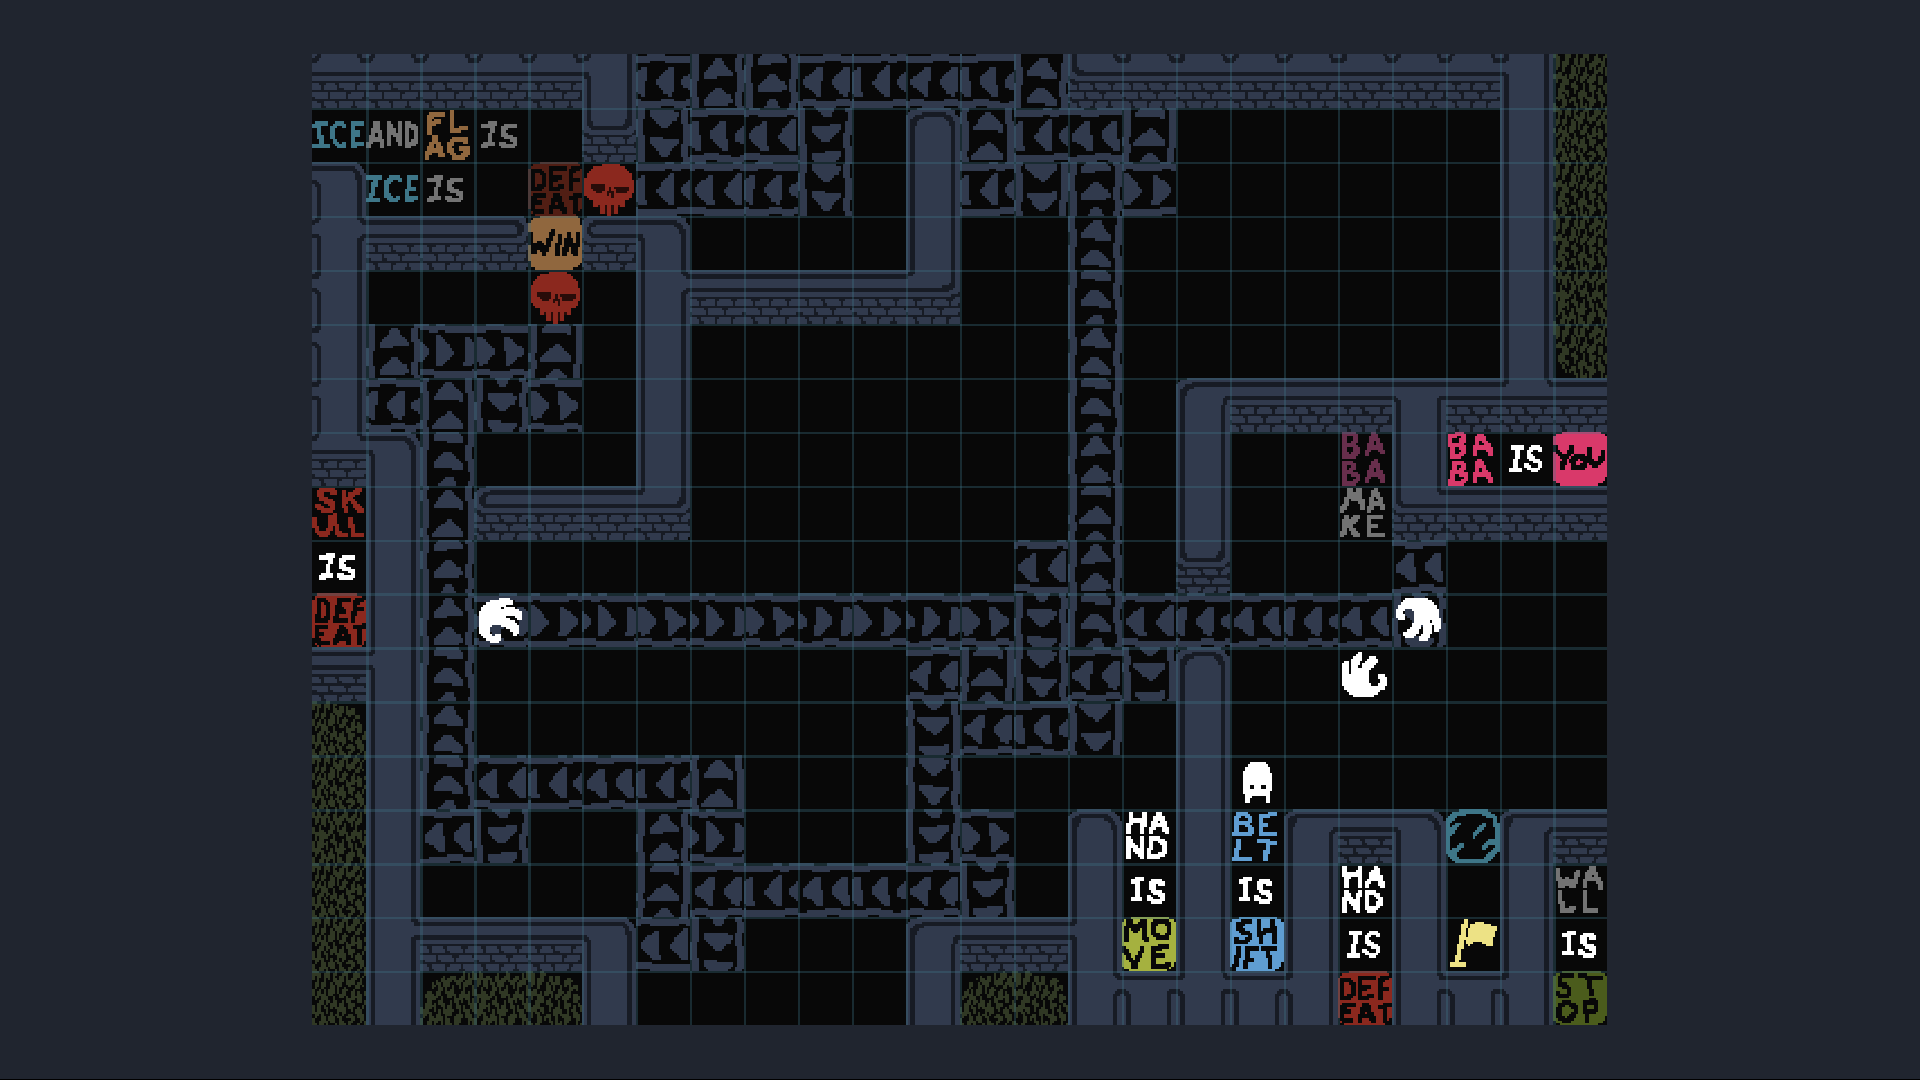 ICE AND FLAG IS
ICE IS DEFEAT
WIN
BABA BABA IS YOU
SKULL MAKE
IS
DEFEAT
HAND BELT
IS IS HAND WALL
MOVE SHIFT IS IS
DEFEAT STOP